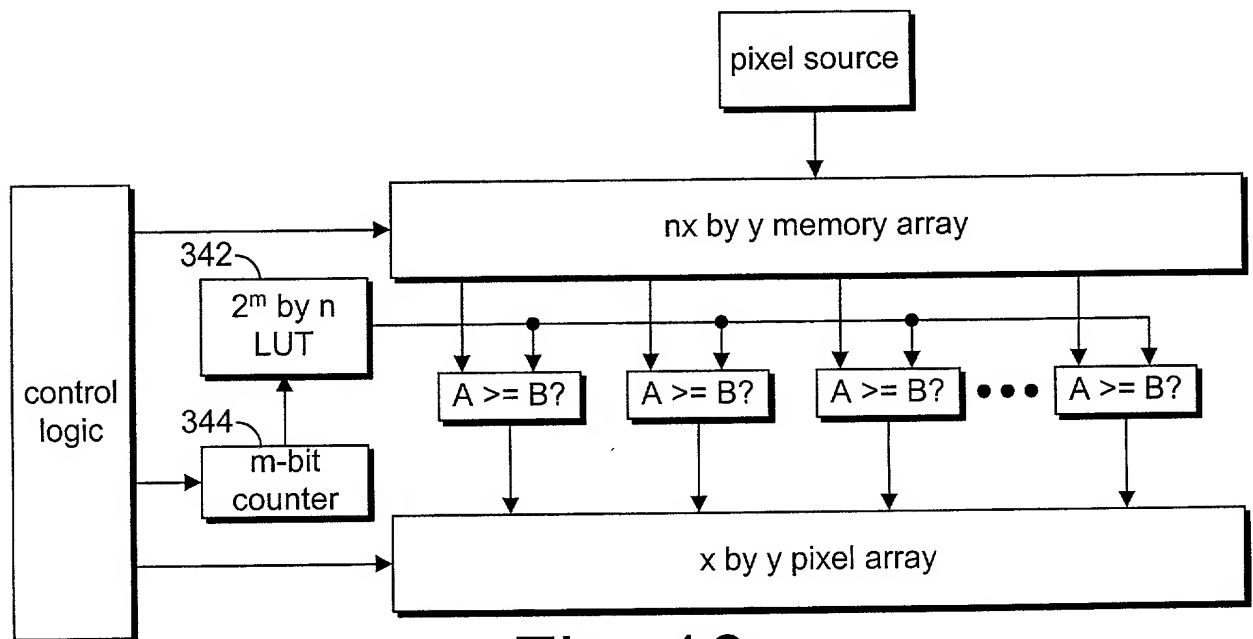 pixel source
nx by y memory array
342
2ᵐ by n
LUT
control
logic
A >= B?
A >= B?
A >= B?
A >= B?
344
m-bit
counter
x by y pixel array